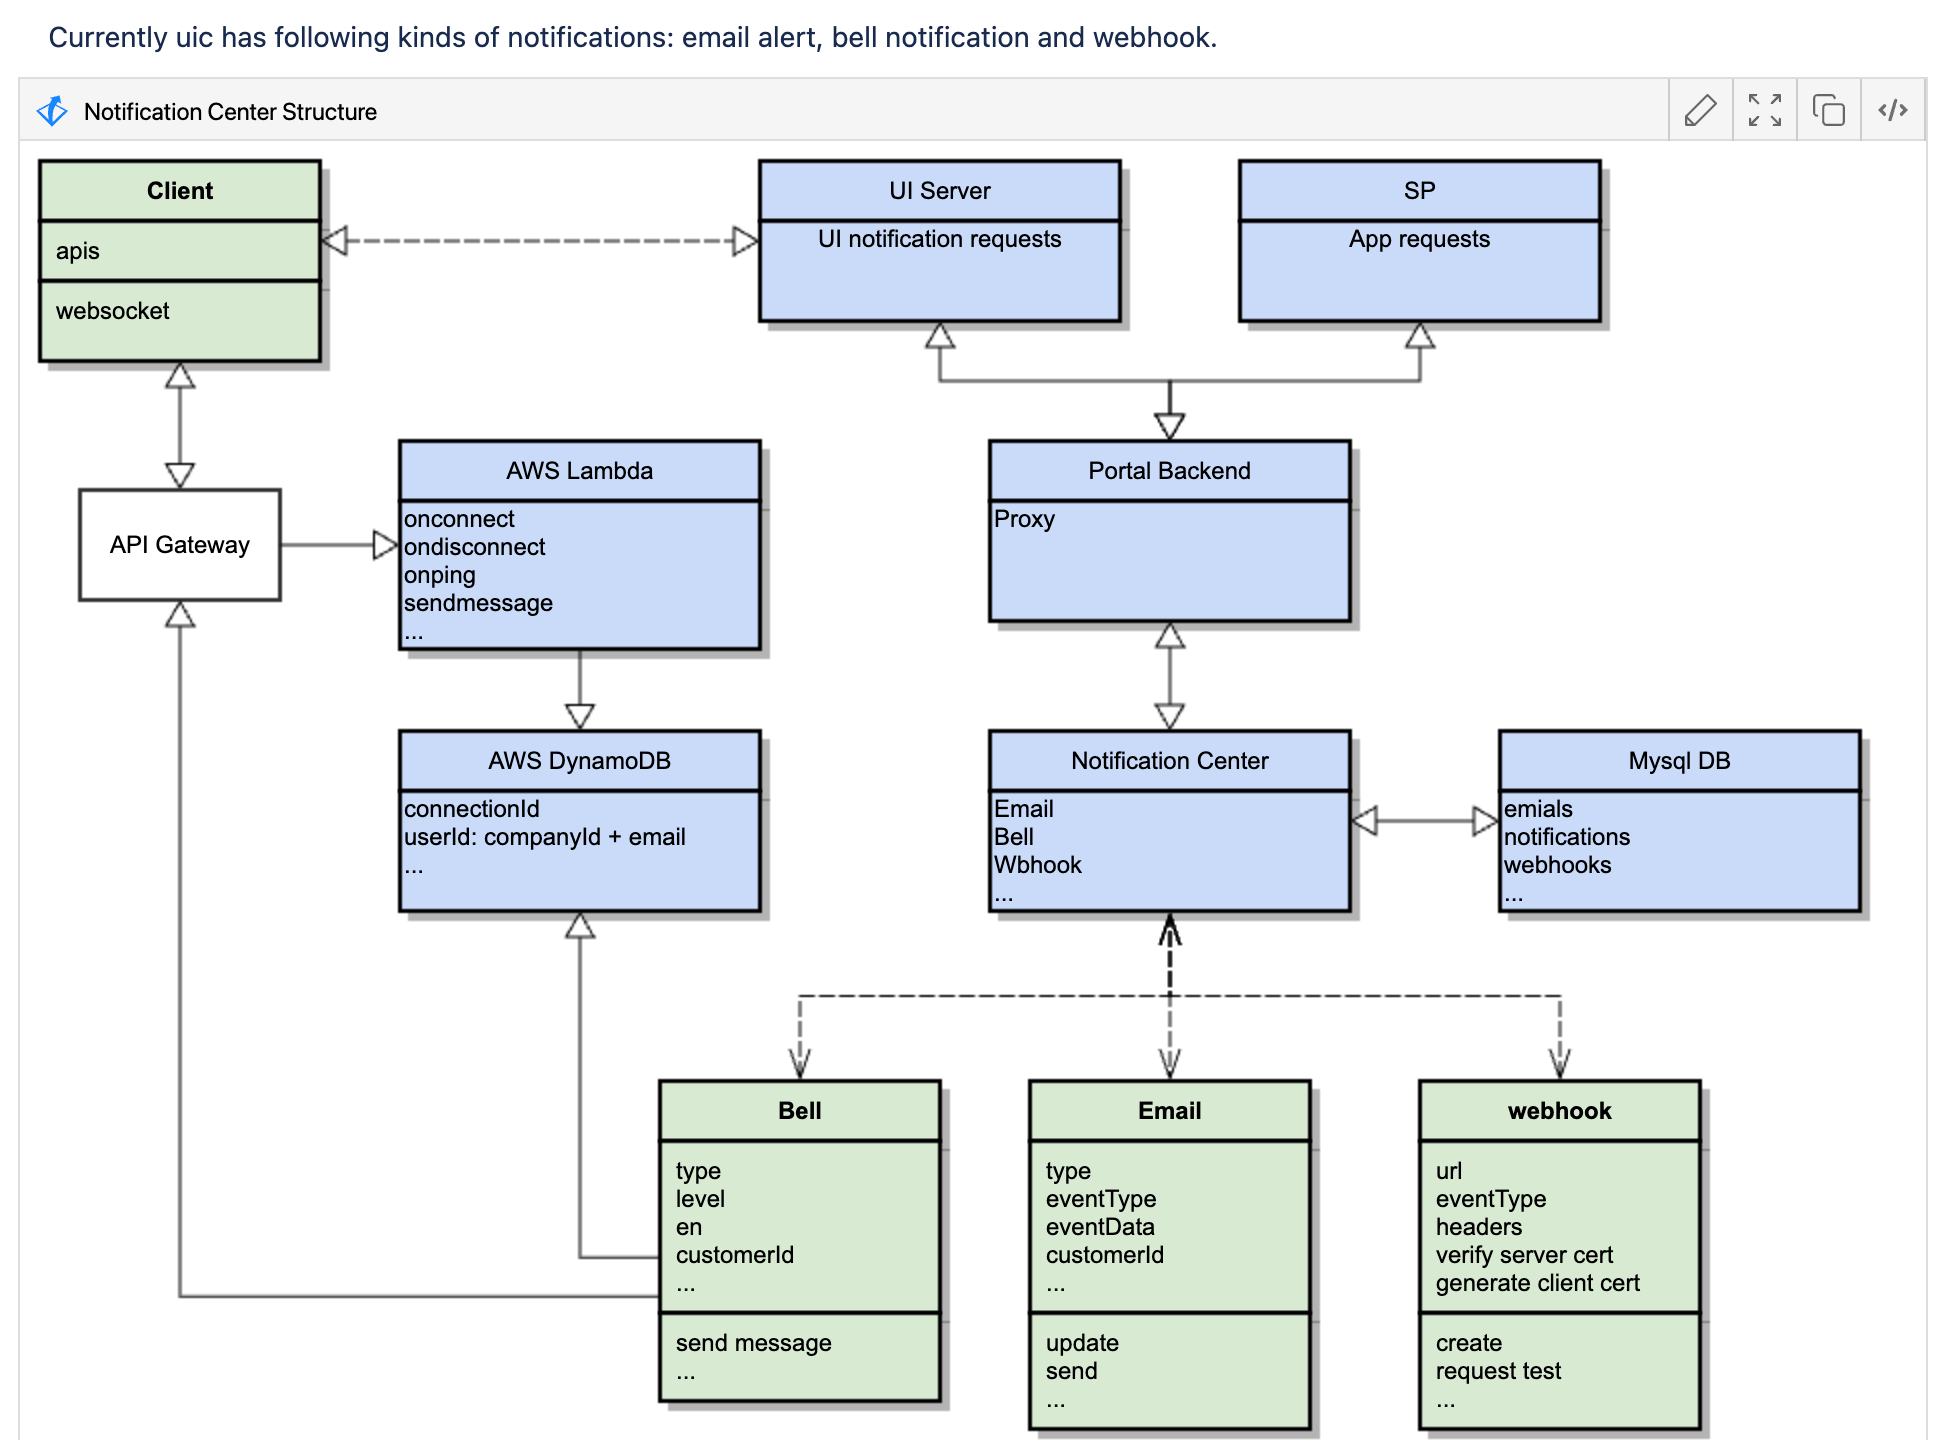 Currently uic has following kinds of notifications: email alert, bell notification and webhook.
Notification Center Structure
Client
apis
websocket
UI Server
UI notification requests
SP
App requests
API Gateway
AWS Lambda
onconnect
ondisconnect
onping
sendmessage
...
Portal Backend
Proxy
AWS DynamoDB
connectionId
userId: companyId + email
...
Notification Center
Email
Bell
Wbhook
...
Mysql DB
emials
notifications
webhooks
...
Bell
type
level
en
customerId
...
send message
...
Email
type
eventType
eventData
customerId
...
update
send
...
webhook
url
eventType
headers
verify server cert
generate client cert
create
request test
...